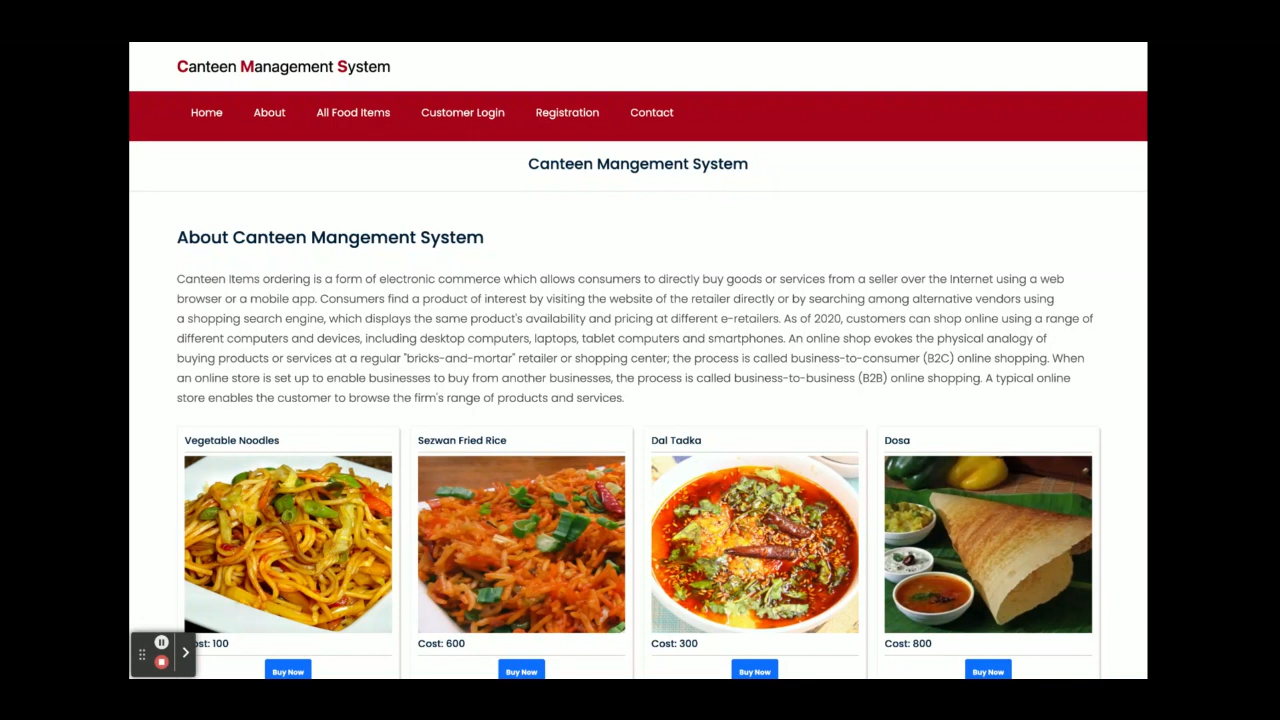 Canteen Management System
Home About All Food Items Customer Login Registration Contact
Canteen Mangement System
About Canteen Mangement System
Canteen Items ordering is a form of electronic commerce which allows consumers to directly buy goods or services from a seller over the Internet using a web
browser or a mobile app. Consumers find a product of interest by visiting the website of the retailer directly or by searching among alternative vendors using
a shopping search engine, which displays the same product's availability and pricing at different e-retailers. As of 2020, customers can shop online using a range of
different computers and devices, including desktop computers, laptops, tablet computers and smartphones. An online shop evokes the physical analogy of
buying products or services at a regular "bricks-and-mortar" retailer or shopping center; the process is called business-to-consumer (B2C) online shopping. When
an online store is set up to enable businesses to buy from another businesses, the process is called business-to-business (B2B) online shopping. A typical online
store enables the customer to browse the firm's range of products and services.
Vegetable Noodles Sezwan Fried Rice Dal Tadka Dosa
ost: 100 Cost: 600 Cost: 300 Cost: 800
Buy Now Buy Now Buy Now Buy Now